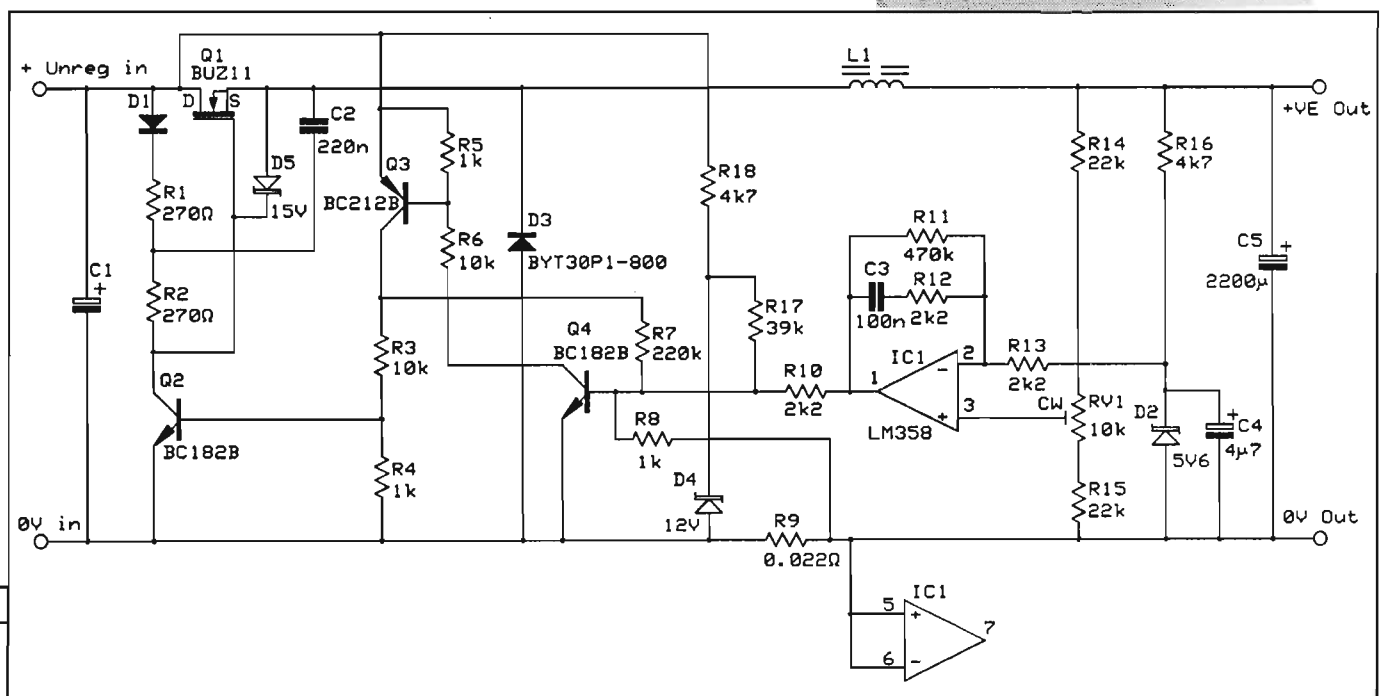 + Unreg in
Q1
BUZ11
D
S
D1
C2
220n
D5
15V
R1
270Ω
R2
270Ω
C1
+
Q2
BC182B
0V in
Q3
BC212B
R5
1k
R6
10k
R3
10k
R4
1k
D3
BYT30P1-800
Q4
BC182B
R7
220k
R8
1k
R18
4k7
D4
12V
R17
39k
R9
0.022Ω
R10
2k2
L1
R11
470k
C3
R12
100n
2k2
IC1
1
2
-
3
+
LM358
R13
2k2
R14
22k
CW
RV1
10k
R15
22k
R16
4k7
D2
5V6
+
C4
4μ7
C5
+
2200μ
+VE Out
0V Out
IC1
5
+
6
-
7